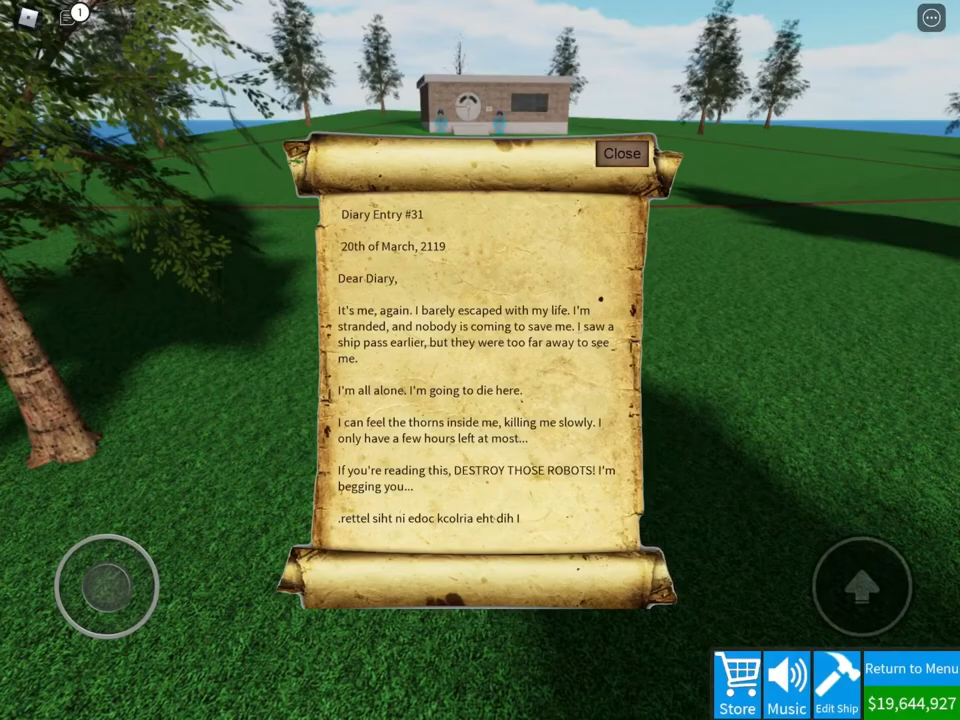 1
Close
Diary Entry #31
20th of March, 2119
Dear Diary,
It's me, again. I barely escaped with my life. I'm
stranded, and nobody is coming to save me. I saw a
ship pass earlier, but they were too far away to see
me.
I'm all alone. I'm going to die here.
I can feel the thorns inside me, killing me slowly. I
only have a few hours left at most...
If you're reading this, DESTROY THOSE ROBOTS! I'm
begging you...
.rettel siht ni edoc kcolria eht dih I
Store
Music
Edit Ship
Return to Menu
$19,644,927